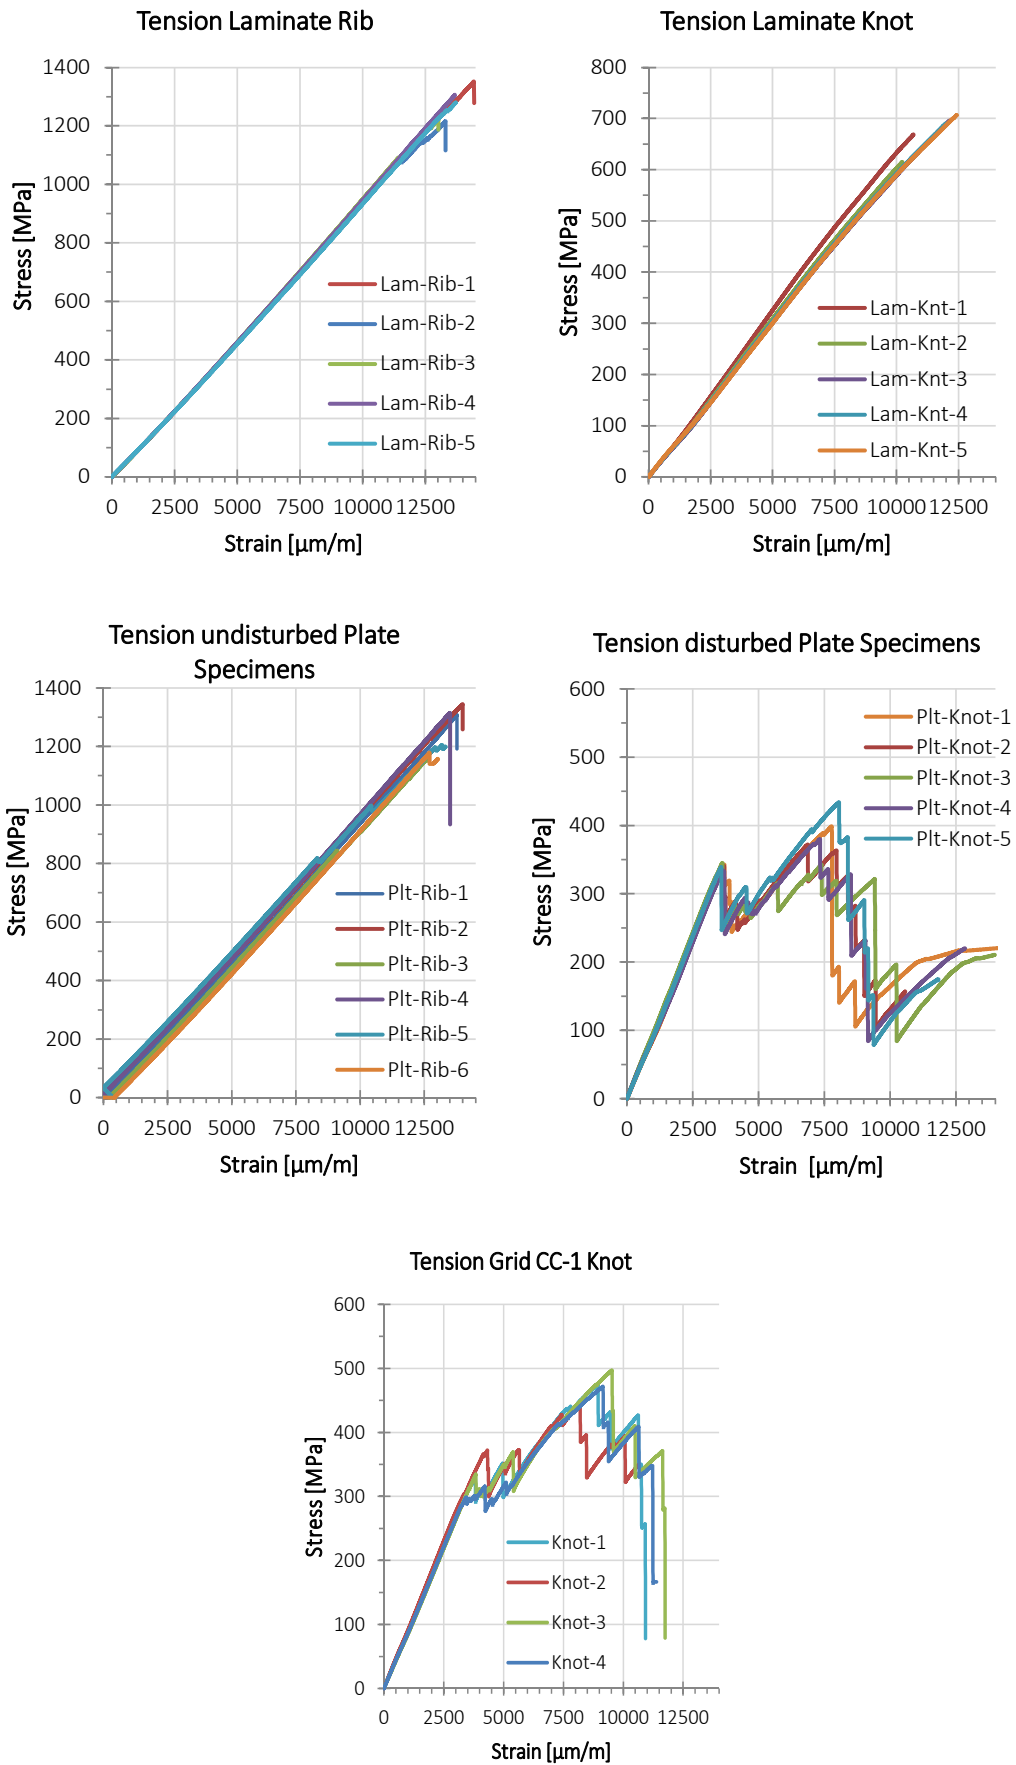 Tension Laminate Rib
1400
1200
1000
800
600
400
200
0
Stress [MPa]
Lam-Rib-1
Lam-Rib-2
Lam-Rib-3
Lam-Rib-4
Lam-Rib-5
0 2500 5000 7500 10000 12500
Strain [µm/m]
Tension Laminate Knot
800
700
600
500
400
300
200
100
0
Stress [MPa]
Lam-Knt-1
Lam-Knt-2
Lam-Knt-3
Lam-Knt-4
Lam-Knt-5
0 2500 5000 7500 10000 12500
Strain [µm/m]
Tension undisturbed Plate
Specimens
1400
1200
1000
800
600
400
200
0
Stress [MPa]
Plt-Rib-1
Plt-Rib-2
Plt-Rib-3
Plt-Rib-4
Plt-Rib-5
Plt-Rib-6
0 2500 5000 7500 10000 12500
Strain [µm/m]
Tension disturbed Plate Specimens
600
500
400
300
200
100
0
Stress [MPa]
Plt-Knot-1
Plt-Knot-2
Plt-Knot-3
Plt-Knot-4
Plt-Knot-5
0 2500 5000 7500 10000 12500
Strain [µm/m]
Tension Grid CC-1 Knot
600
500
400
300
200
100
0
Stress [MPa]
Knot-1
Knot-2
Knot-3
Knot-4
0 2500 5000 7500 10000 12500
Strain [µm/m]